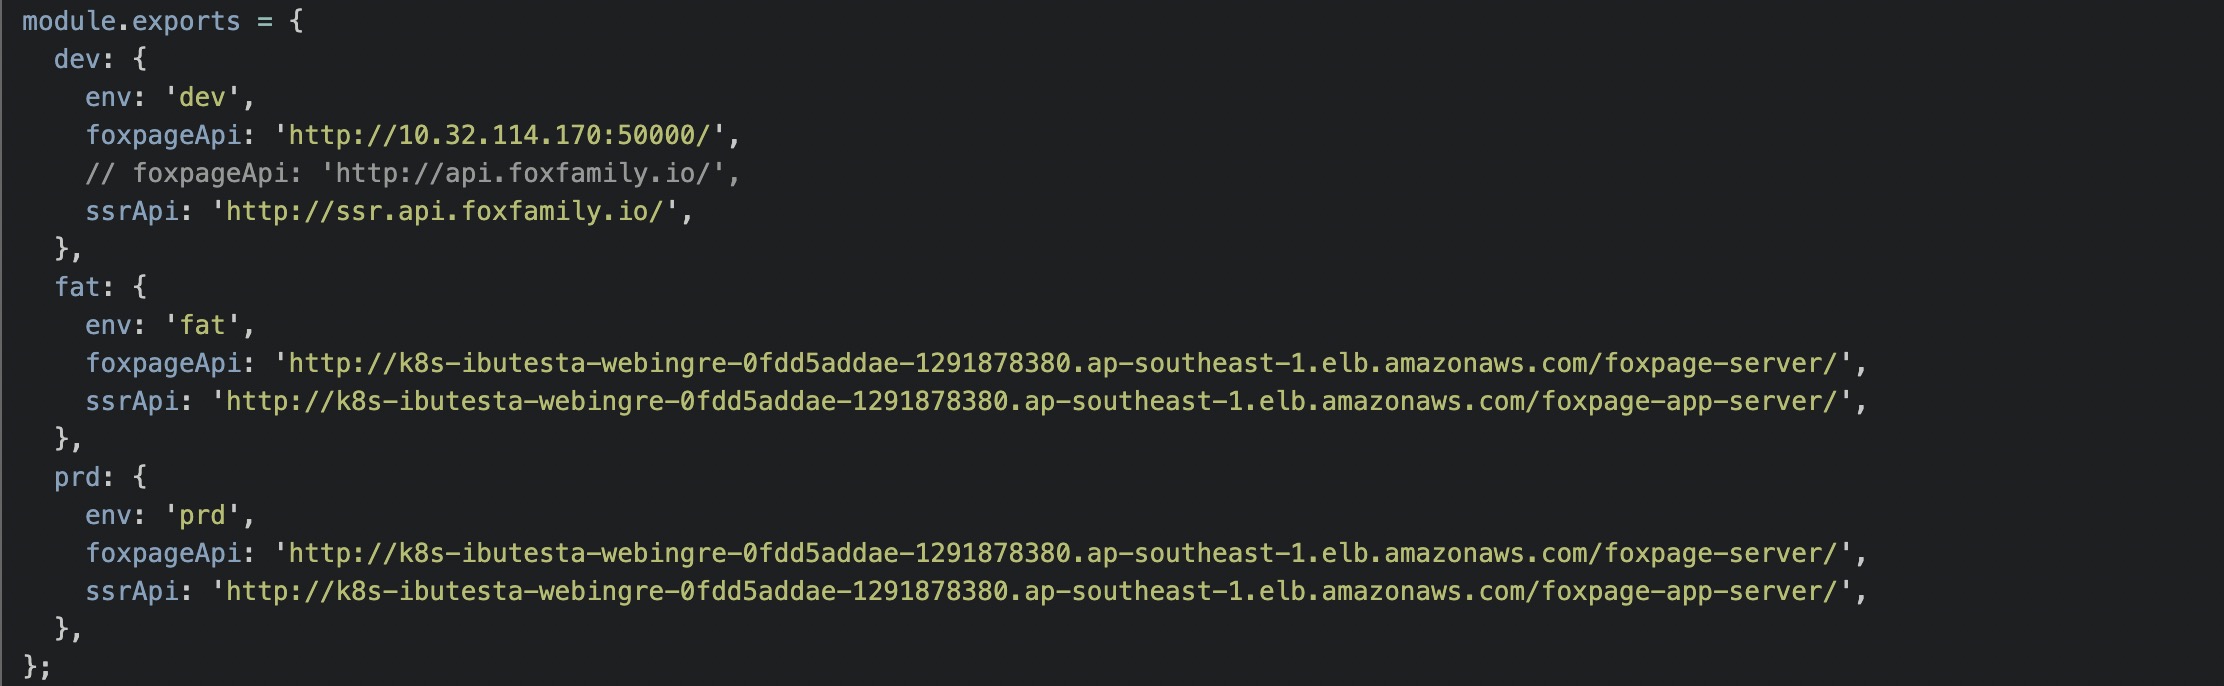 module.exports = {
  dev: {
    env: 'dev',
    foxpageApi: 'http://10.32.114.170:50000/',
    // foxpageApi: 'http://api.foxfamily.io/',
    ssrApi: 'http://ssr.api.foxfamily.io/',
  },
  fat: {
    env: 'fat',
    foxpageApi: 'http://k8s-ibutesta-webingre-0fdd5addae-1291878380.ap-southeast-1.elb.amazonaws.com/foxpage-server/',
    ssrApi: 'http://k8s-ibutesta-webingre-0fdd5addae-1291878380.ap-southeast-1.elb.amazonaws.com/foxpage-app-server/',
  },
  prd: {
    env: 'prd',
    foxpageApi: 'http://k8s-ibutesta-webingre-0fdd5addae-1291878380.ap-southeast-1.elb.amazonaws.com/foxpage-server/',
    ssrApi: 'http://k8s-ibutesta-webingre-0fdd5addae-1291878380.ap-southeast-1.elb.amazonaws.com/foxpage-app-server/',
  },
};